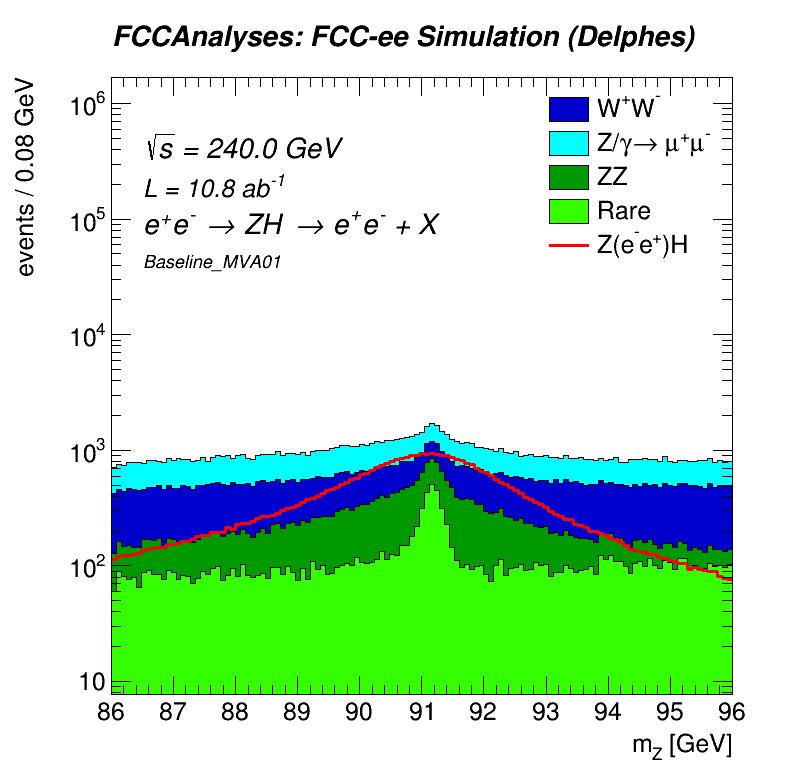 FCCAnalyses: FCC-ee Simulation (Delphes)
events / 0.08 GeV
10⁶
10⁵
10⁴
10³
10²
10
√s = 240.0 GeV
L = 10.8 ab⁻¹
e⁺e⁻ → ZH → e⁺e⁻ + X
Baseline_MVA01
W⁺W⁻
Z/γ→ μ⁺μ⁻
ZZ
Rare
Z(e⁻e⁺)H
86 87 88 89 90 91 92 93 94 95 96
m_Z [GeV]